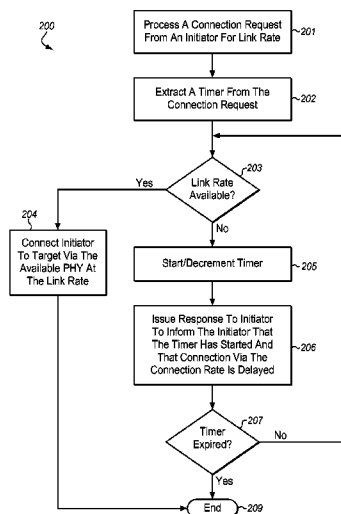 200
Process A Connection Request
From An Initiator For Link Rate
201
Extract A Timer From The
Connection Request
202
203
Link Rate
Available?
Yes
No
204
Connect Initiator
To Target Via The
Available PHY At
The Link Rate
Start/Decrement Timer
205
Issue Response To Initiator
To Inform The Initiator That
The Timer Has Started And
That Connection Via The
Connection Rate Is Delayed
206
207
Timer
Expired?
No
Yes
End
209